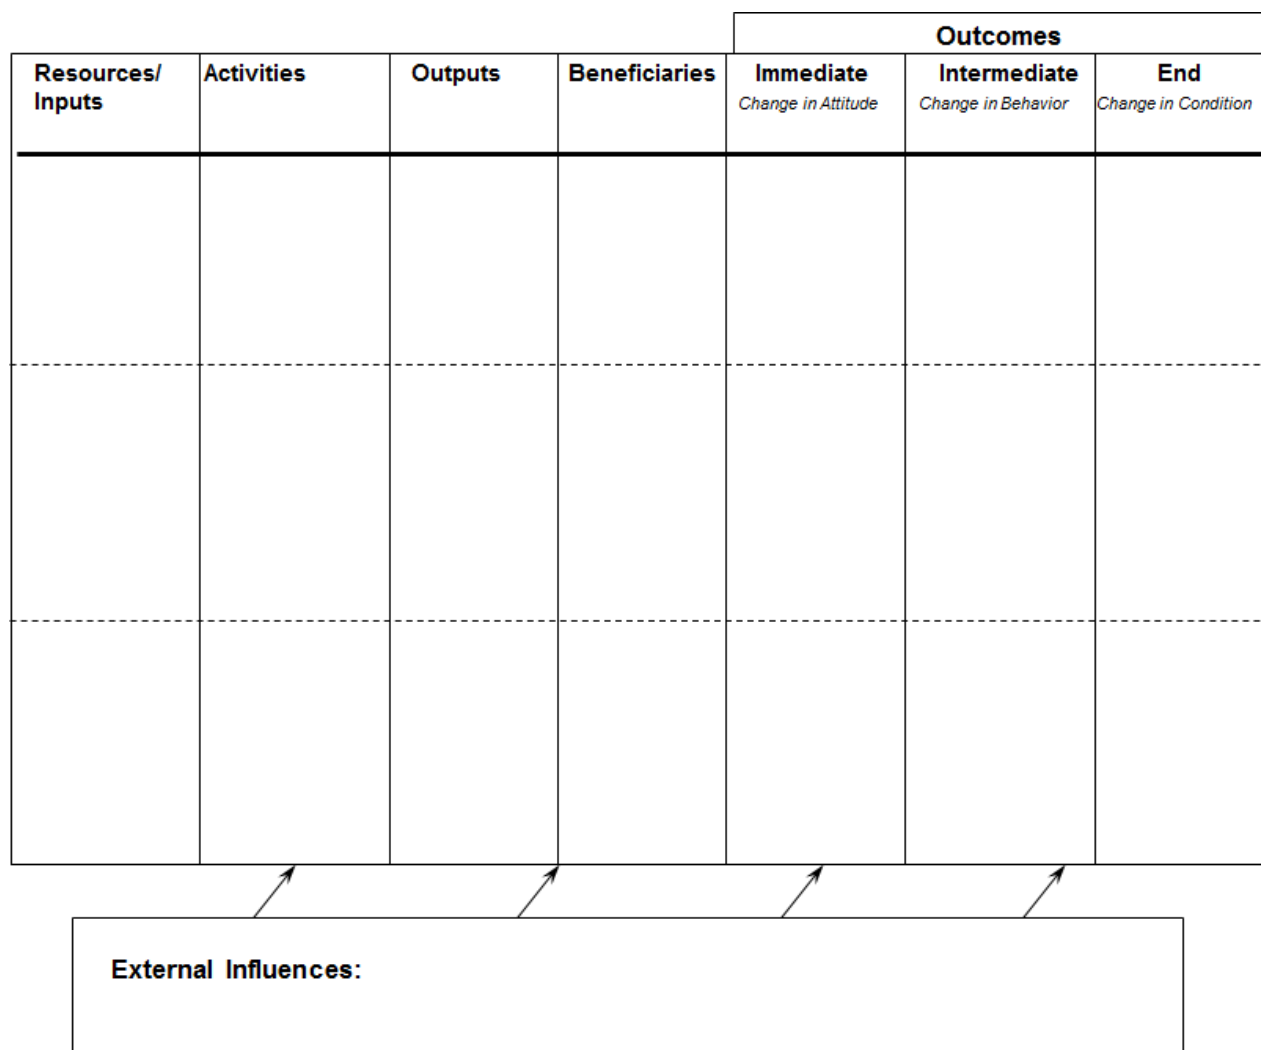 Outcomes
Resources/
Inputs
Activities
Outputs
Beneficiaries
Immediate
Change in Attitude
Intermediate
Change in Behavior
End
Change in Condition
External Influences: